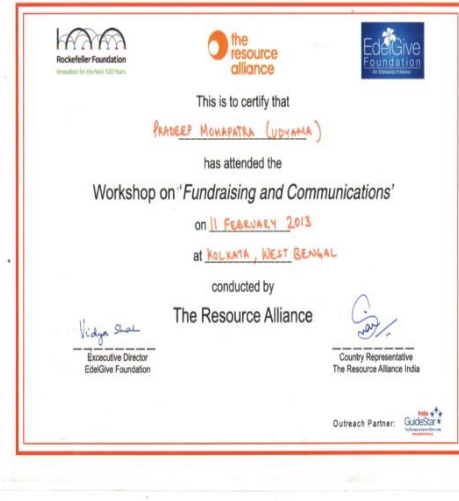 Rockefeller Foundation
Innovation for the Next 100 Years
the
resource
alliance
EdelGive
Foundation
An Edelweiss Initiative
This is to certify that
PRADEEP MOHAPATRA (UDYAMA)
has attended the
Workshop on 'Fundraising and Communications'
on 11 FEBRUARY 2013
at KOLKATA, WEST BENGAL
conducted by
The Resource Alliance
Vidya Shah
Excecutive Director
EdelGive Foundation
Country Representative
The Resource Alliance India
Outreach Partner:
India
GuideStar